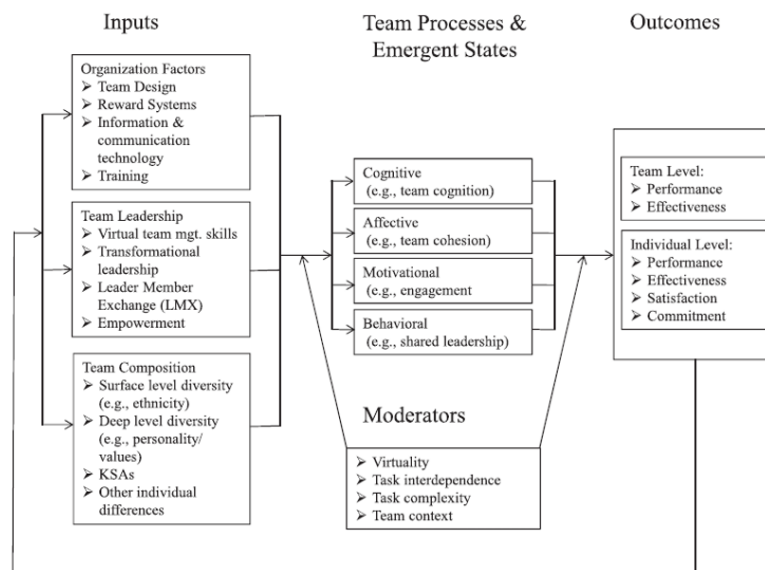 Inputs
Team Processes &
Emergent States
Outcomes
Organization Factors
➢ Team Design
➢ Reward Systems
➢ Information &
communication
technology
➢ Training
Team Leadership
➢ Virtual team mgt. skills
➢ Transformational
leadership
➢ Leader Member
Exchange (LMX)
➢ Empowerment
Team Composition
➢ Surface level diversity
(e.g., ethnicity)
➢ Deep level diversity
(e.g., personality/
values)
➢ KSAs
➢ Other individual
differences
Cognitive
(e.g., team cognition)
Affective
(e.g., team cohesion)
Motivational
(e.g., engagement
Behavioral
(e.g., shared leadership)
Moderators
➢ Virtuality
➢ Task interdependence
➢ Task complexity
➢ Team context
Team Level:
➢ Performance
➢ Effectiveness
Individual Level:
➢ Performance
➢ Effectiveness
➢ Satisfaction
➢ Commitment